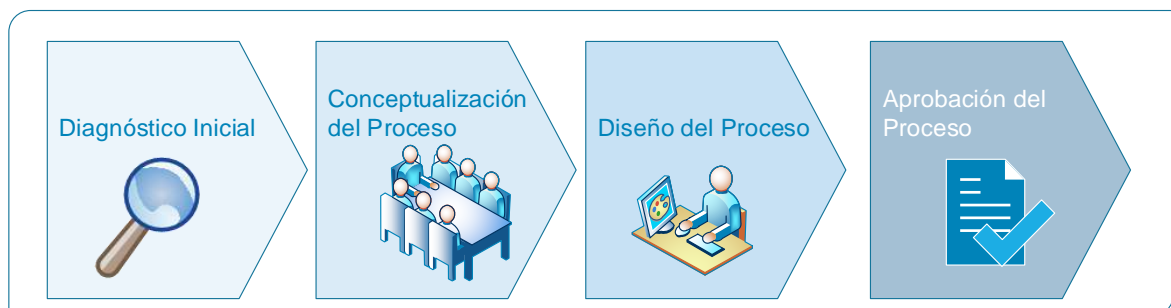 Diagnóstico Inicial
Conceptualización
del Proceso
Diseño del Proceso
Aprobación del
Proceso